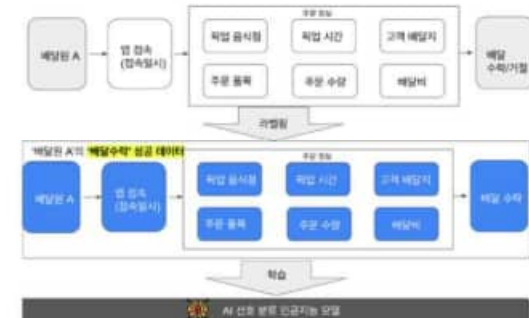 주문 정보
배달원 A
앱 접속
(접속일시)
픽업 음식점
픽업 시간
고객 배달지
주문 품목
주문 수량
배달비
배달
수락/거절
라벨링
'배달원 A'의 '배달수락' 성공 데이터
주문 정보
배달원 A
앱 접속
(접속일시)
픽업 음식점
픽업 시간
고객 배달지
주문 품목
주문 수량
배달비
배달 수락
학습
AI 선호 분류 인공지능 모델